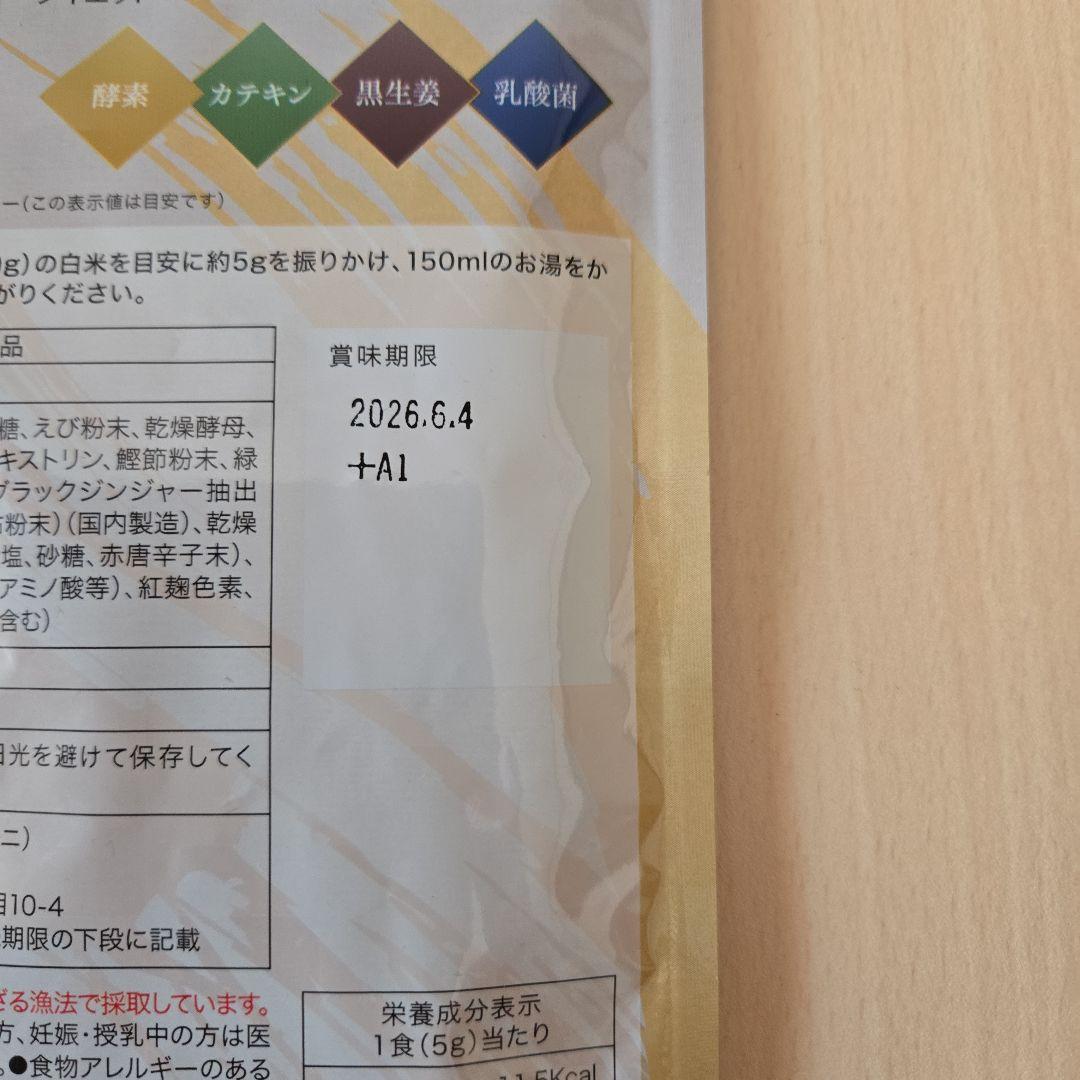 酵素
カテキン
黒生姜
乳酸菌
ー(この表示値は目安です)
g)の白米を目安に約5gを振りかけ、150mlのお湯をか
がりください。
品
賞味期限
2026.6.4
+A1
糖、えび粉末、乾燥酵母、
キストリン、鰹節粉末、緑
ブラックジンジャー抽出
粉末)(国内製造)、乾燥
塩、砂糖、赤唐辛子末)、
アミノ酸等)、紅麹色素、
含む)
日光を避けて保存してく
ニ)
目10-4
期限の下段に記載
ざる漁法で採取しています。
方、妊娠・授乳中の方は医
。●食物アレルギーのある
栄養成分表示
1食(5g)当たり
11.5Kcal